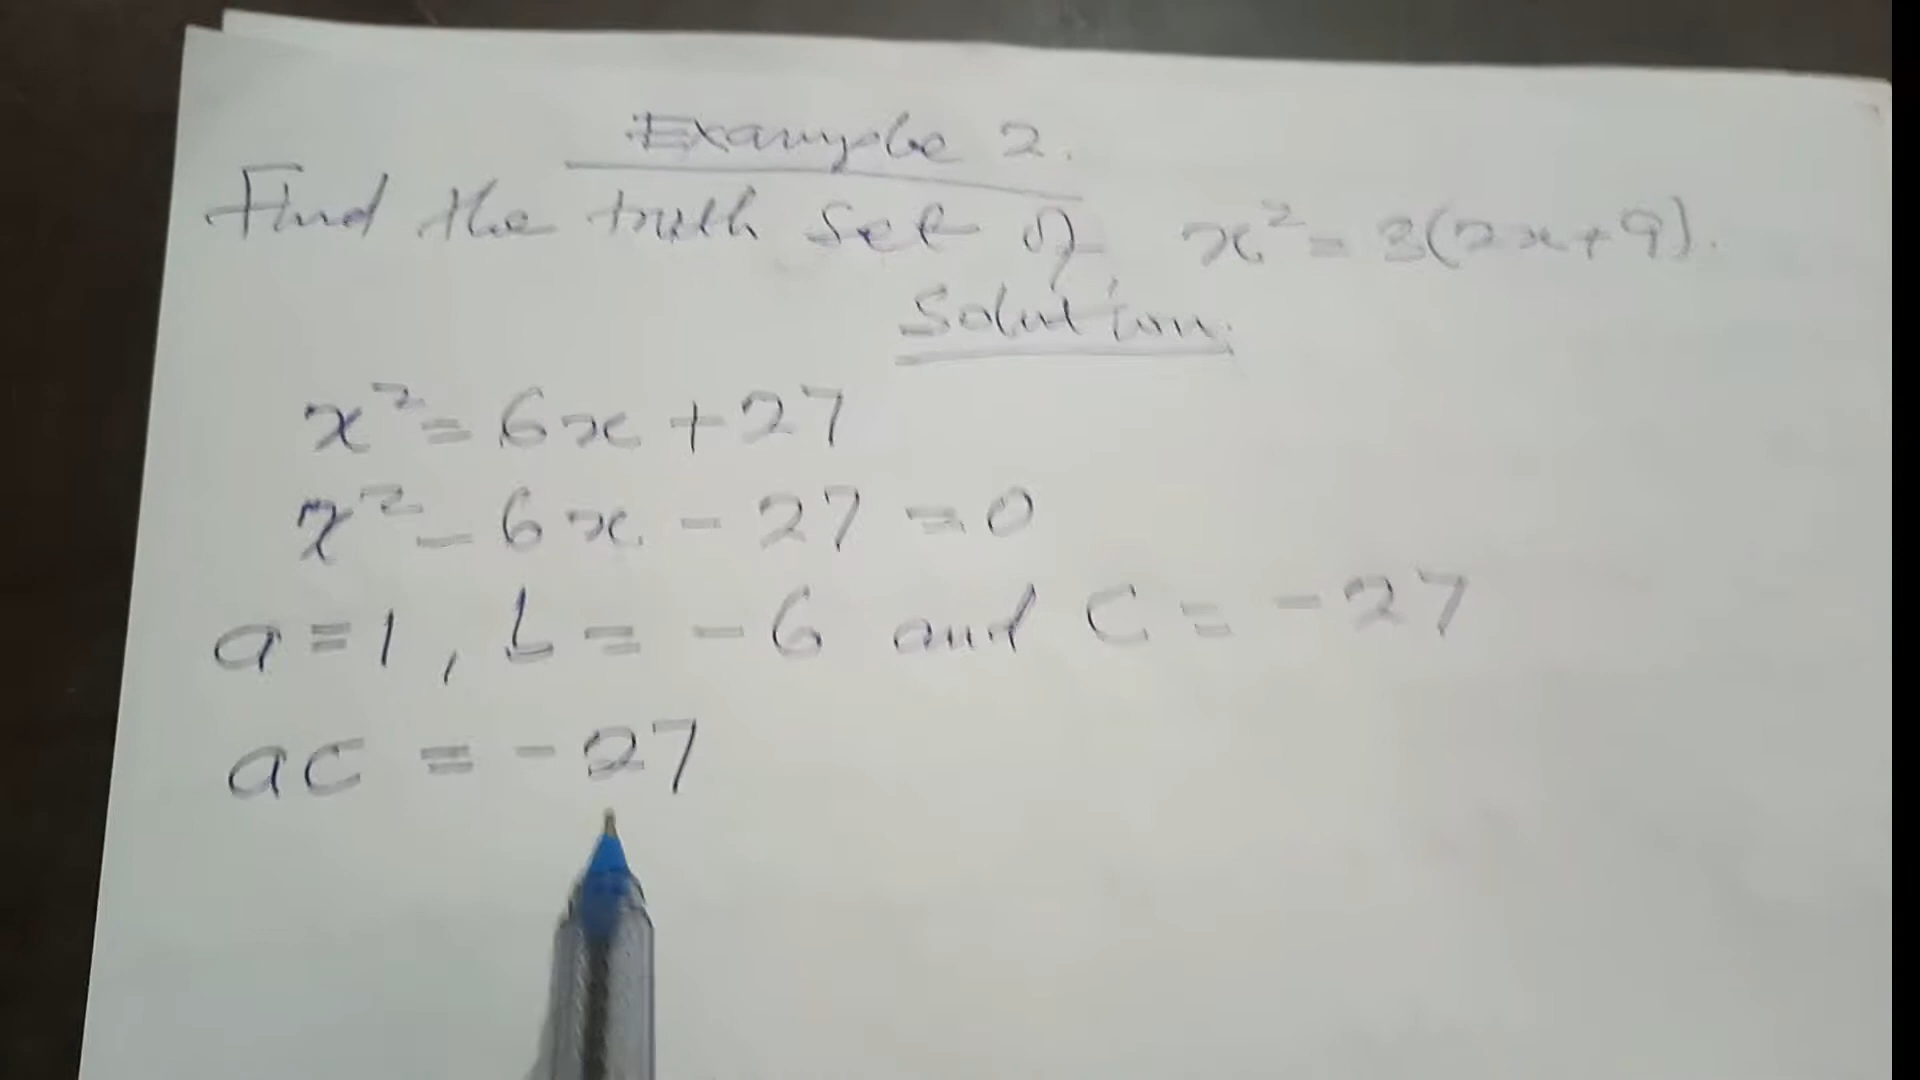 Example 2.
Find the truth set of x² = 3(2x+9).
Solution
x² = 6x + 27
x² - 6x - 27 = 0
a = 1, b = -6 and c = -27
ac = -27